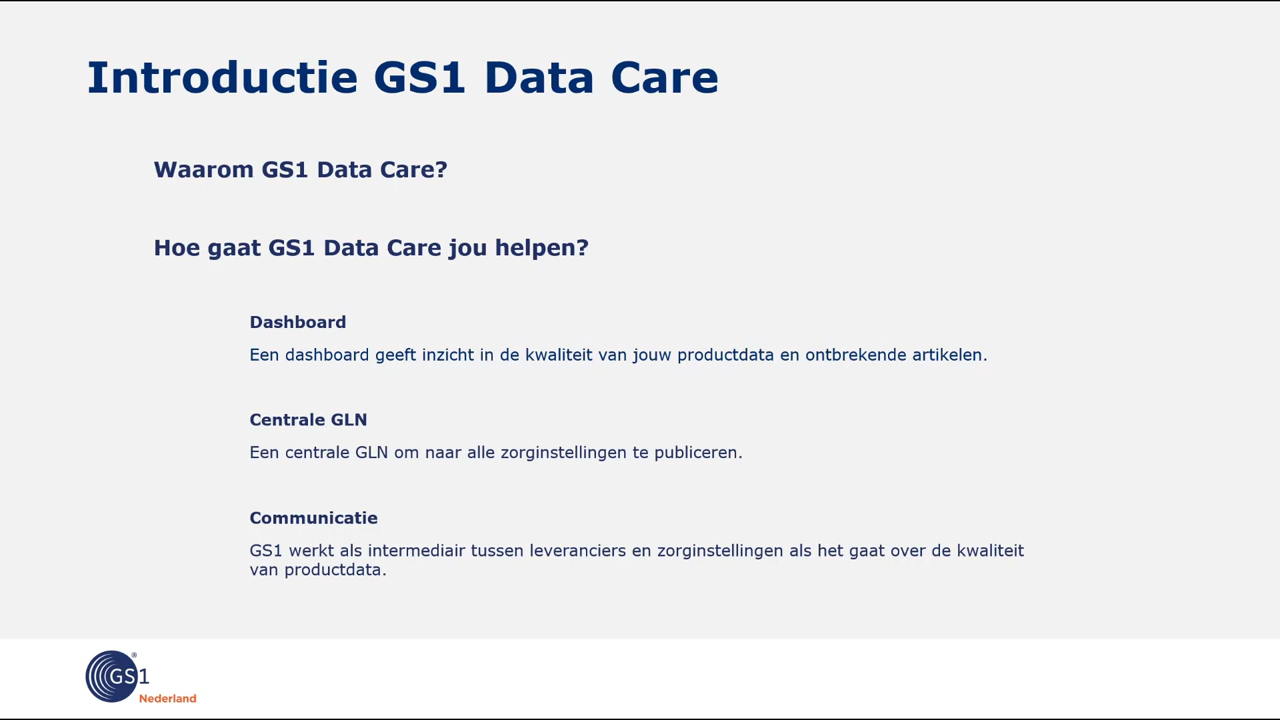 Introductie GS1 Data Care
Waarom GS1 Data Care?
Hoe gaat GS1 Data Care jou helpen?
Dashboard
Een dashboard geeft inzicht in de kwaliteit van jouw productdata en ontbrekende artikelen.
Centrale GLN
Een centrale GLN om naar alle zorginstellingen te publiceren.
Communicatie
GS1 werkt als intermediair tussen leveranciers en zorginstellingen als het gaat over de kwaliteit
van productdata.
GS1®
Nederland